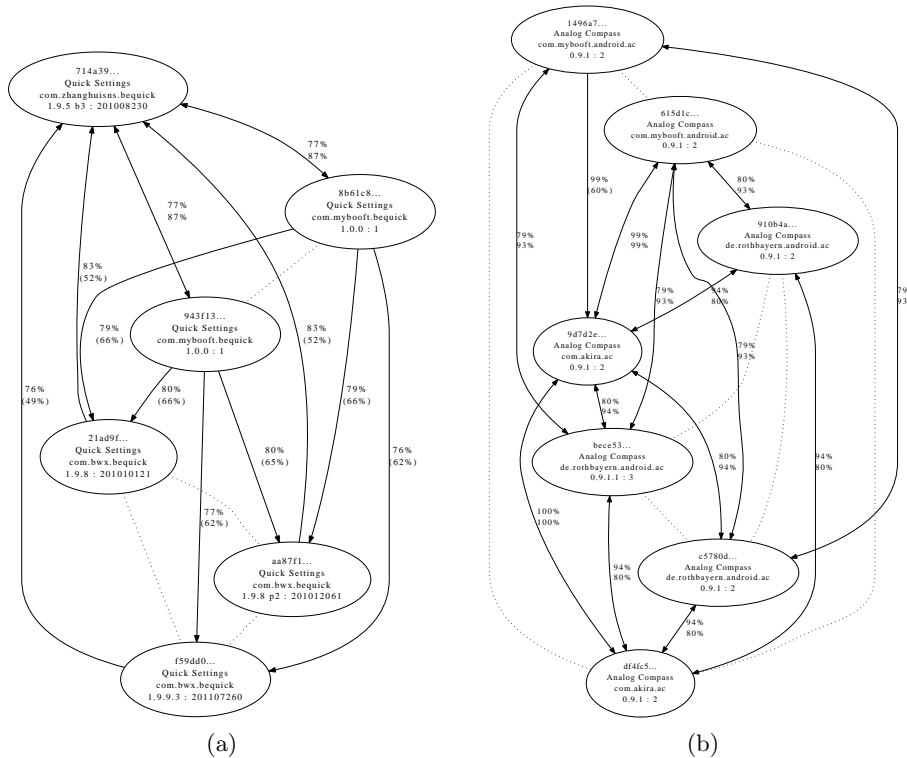 714a39...
Quick Settings
com.zhanghuisns.bequick
1.9.5 b3 : 201008230
77%
87%
8b61c8...
Quick Settings
com.mybooft.bequick
1.0.0 : 1
77%
87%
83%
(52%)
79%
(66%)
943f13...
Quick Settings
com.mybooft.bequick
1.0.0 : 1
83%
(52%)
76%
(49%)
80%
(66%)
79%
(66%)
21ad9f...
Quick Settings
com.bwx.bequick
1.9.8 : 201010121
80%
(65%)
76%
(62%)
77%
(62%)
aa87f1...
Quick Settings
com.bwx.bequick
1.9.8 p2 : 201012061
f59dd0...
Quick Settings
com.bwx.bequick
1.9.9.3 : 201107260
(a)
1496a7...
Analog Compass
com.mybooft.android.ac
0.9.1 : 2
615d1c...
Analog Compass
com.mybooft.android.ac
0.9.1 : 2
99%
(60%)
80%
93%
910b4a...
Analog Compass
de.rothbayern.android.ac
0.9.1 : 2
79%
93%
99%
99%
79%
93%
94%
80%
79
93
9d7d2e...
Analog Compass
com.akira.ac
0.9.1 : 2
79%
93%
80%
94%
bece53...
Analog Compass
de.rothbayern.android.ac
0.9.1.1 : 3
80%
94%
94%
80%
100%
100%
94%
80%
c5780d...
Analog Compass
de.rothbayern.android.ac
0.9.1 : 2
94%
80%
df4fc5...
Analog Compass
com.akira.ac
0.9.1 : 2
(b)